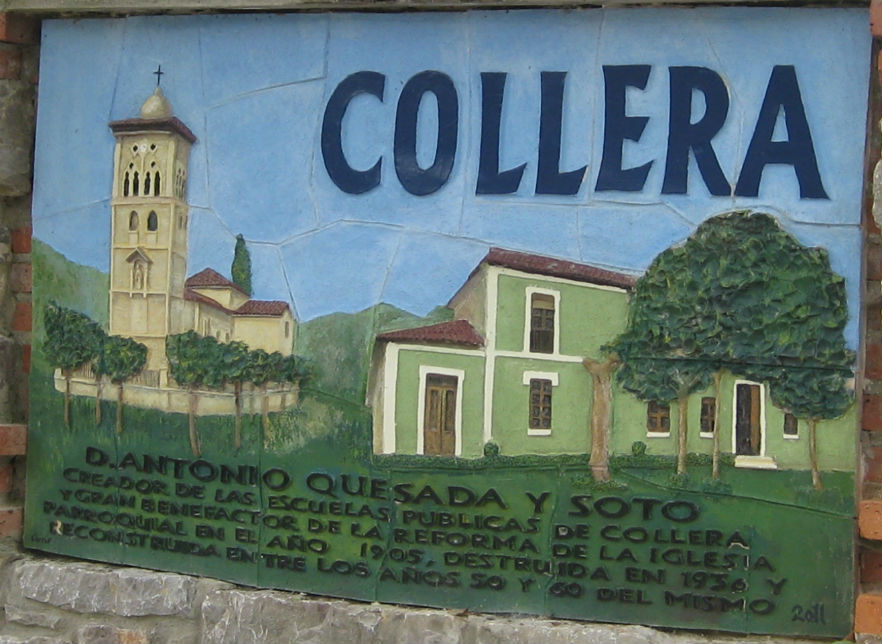 COLLERA
D. ANTONIO QUESADA Y SOTO
CREADOR DE LAS ESCUELAS PUBLICAS DE COLLERA
Y GRAN BENEFACTOR DE LA REFORMA DE LA IGLESIA
PARROQUIAL EN EL AÑO 1905, DESTRUIDA EN 1936 Y
RECONSTRUIDA ENTRE LOS AÑOS 50 Y 60 DEL MISMO
2011